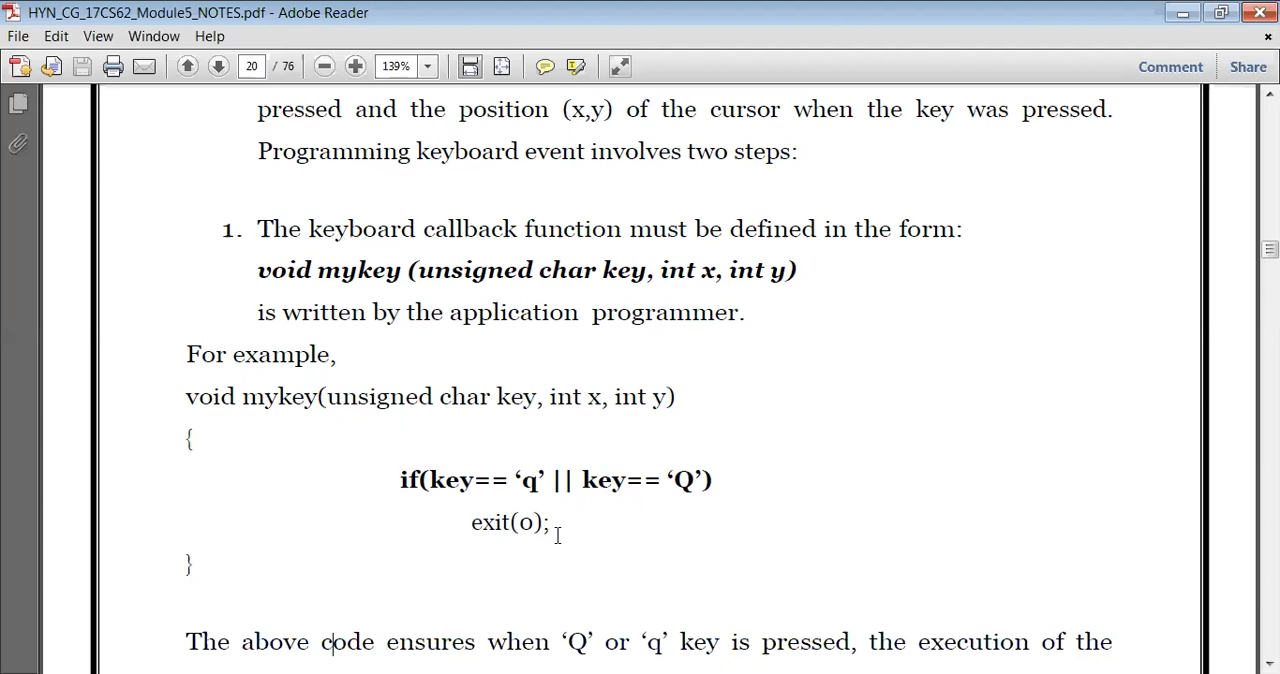 HYN_CG_17CS62_Module5_NOTES.pdf - Adobe Reader
File Edit View Window Help
20 / 76 139% Comment Share
pressed and the position (x,y) of the cursor when the key was pressed.
Programming keyboard event involves two steps:
1. The keyboard callback function must be defined in the form:
void mykey (unsigned char key, int x, int y)
is written by the application programmer.
For example,
void mykey(unsigned char key, int x, int y)
{
if(key== ‘q’ || key== ‘Q’)
exit(0);
}
The above code ensures when ‘Q’ or ‘q’ key is pressed, the execution of the